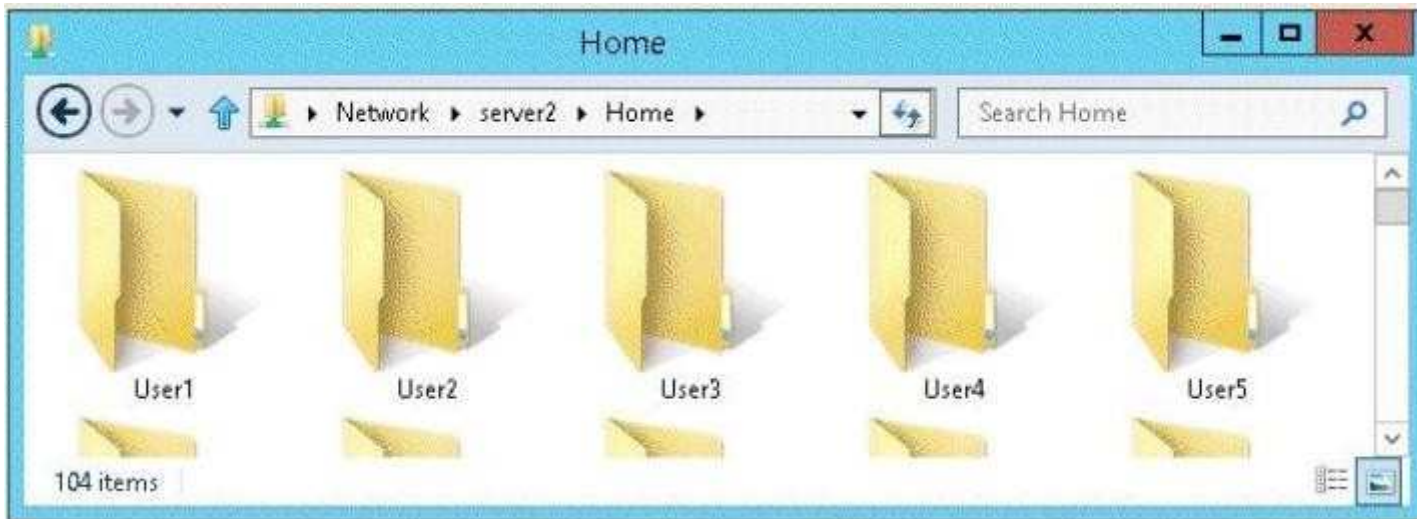 Home
Network server2 Home
Search Home
User1 User2 User3 User4 User5
104 items